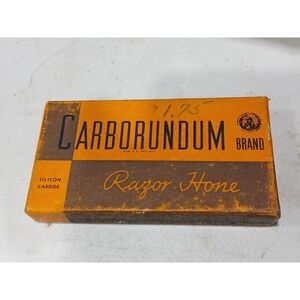 1.75
CARBORUNDUM
BRAND
SILICON
CARBIDE
Razor Hone